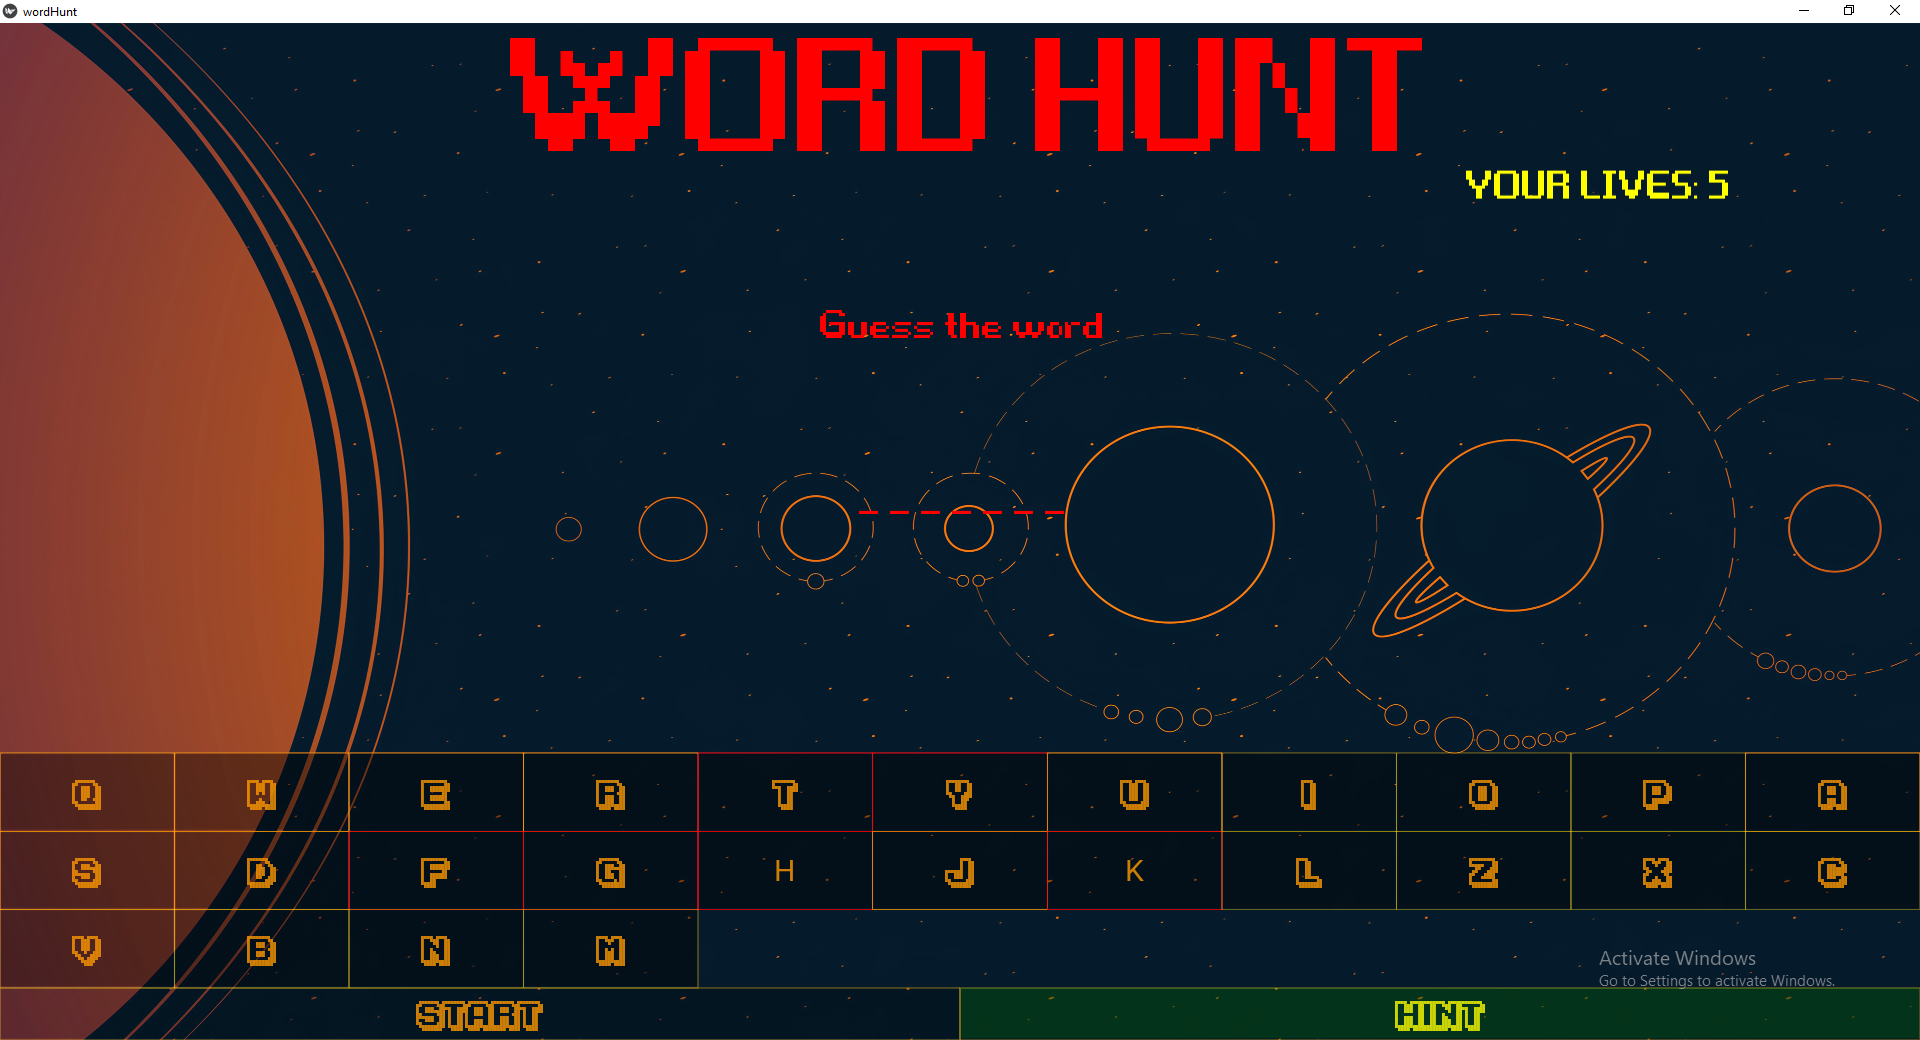 wordHunt
WORD HUNT
YOUR LIVES: 5
Guess the word
_ _ _ _ _ _ _
Q W E R T Y U I O P A
S D F G H J K L Z X C
V B N M
Activate Windows
Go to Settings to activate Windows.
START HINT